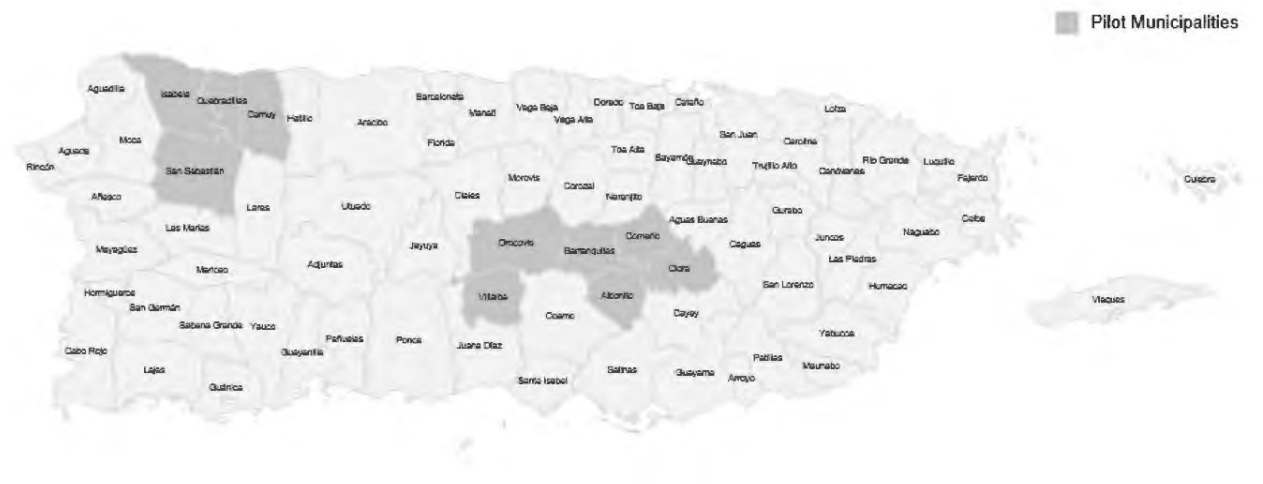 Pilot Municipalities
Aguadilla
Isabela
Quebradillas
Camuy
Hatillo
Arecibo
Barceloneta
Manatí
Vega Baja
Vega Alta
Dorado
Toa Baja
Cataño
Loíza
San Juan
Carolina
Moca
Aguada
Rincón
San Sebastián
Florida
Toa Alta
Bayamón
Guaynabo
Trujillo Alto
Canóvanas
Río Grande
Luquillo
Fajardo
Culebra
Añasco
Lares
Utuado
Ciales
Morovis
Corozal
Naranjito
Aguas Buenas
Gurabo
Ceiba
Las Marías
Mayagüez
Maricao
Adjuntas
Jayuya
Orocovis
Barranquitas
Comerío
Cidra
Caguas
Juncos
Naguabo
Las Piedras
Hormigueros
San Germán
Sabana Grande
Yauco
Villalba
Aibonito
Coamo
Cayey
San Lorenzo
Humacao
Vieques
Cabo Rojo
Lajas
Guánica
Guayanilla
Peñuelas
Ponce
Juana Díaz
Santa Isabel
Salinas
Guayama
Arroyo
Patillas
Maunabo
Yabucoa